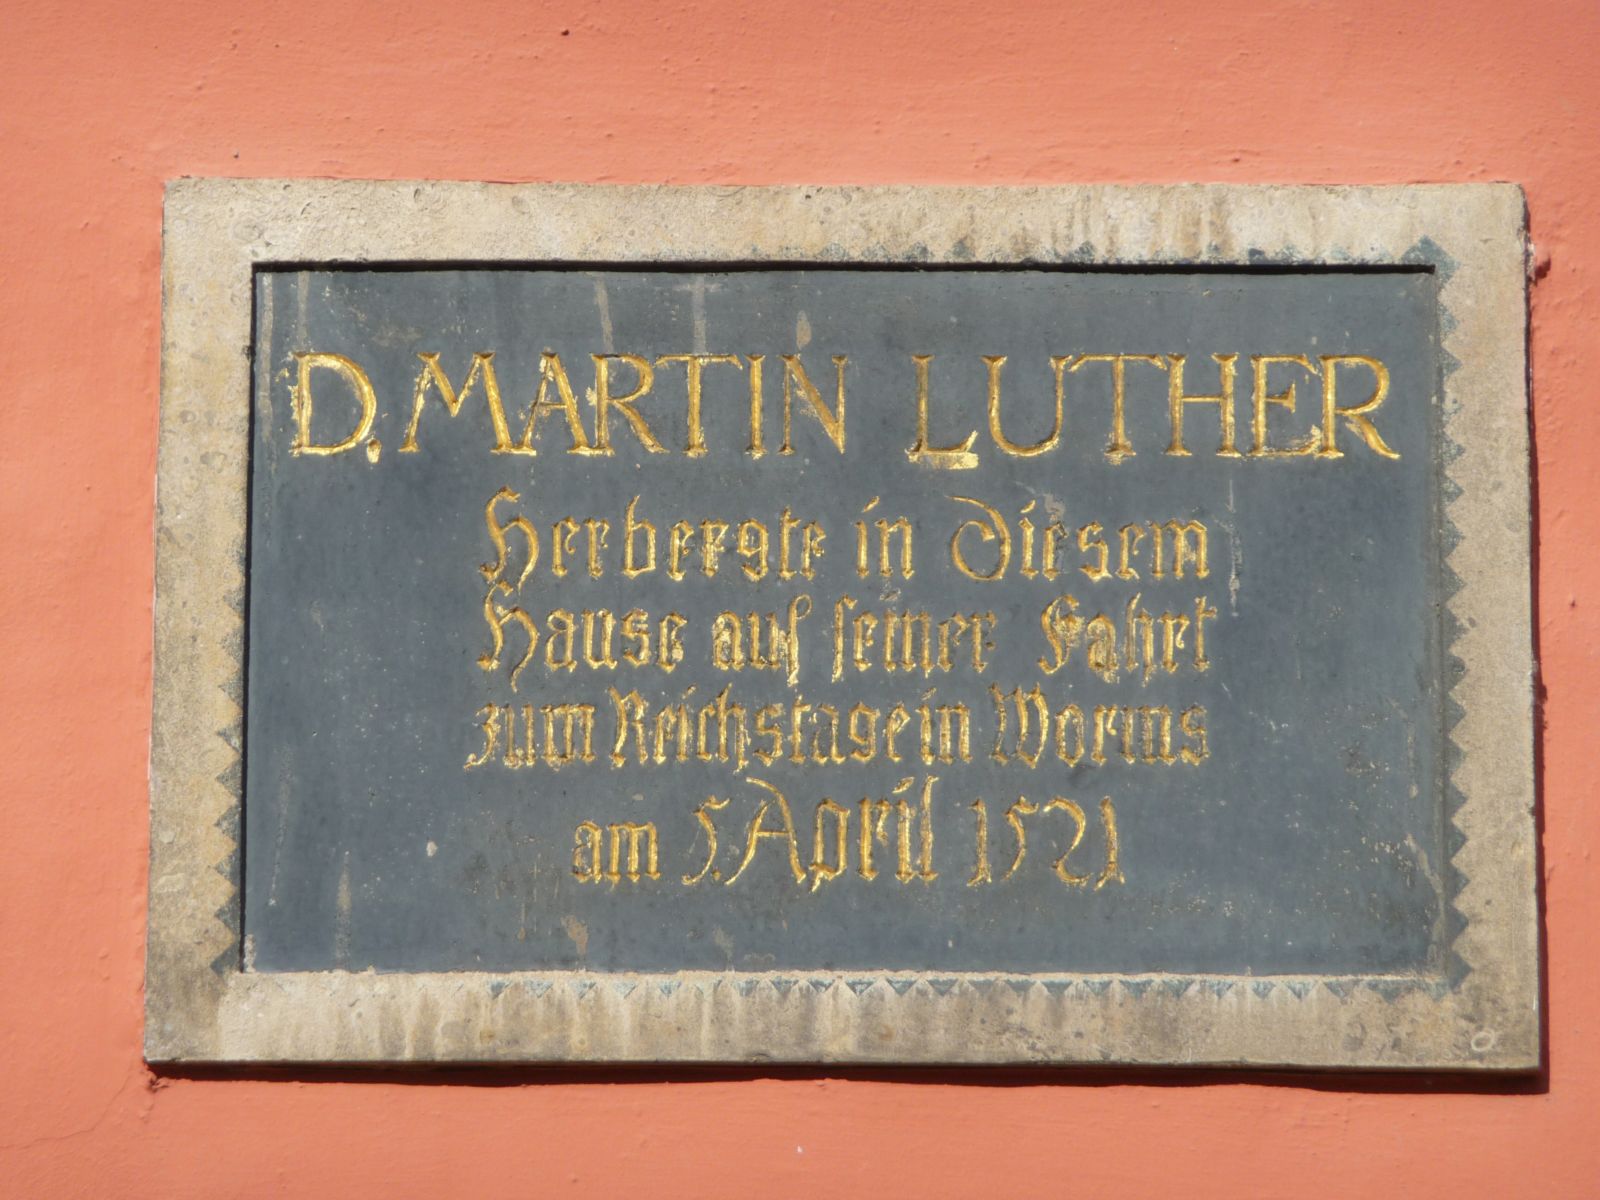 D. MARTIN LUTHER
Herbergte in Diesem
Hause auf seiner Fahrt
zum Reichstage in Worms
am 5. April 1521